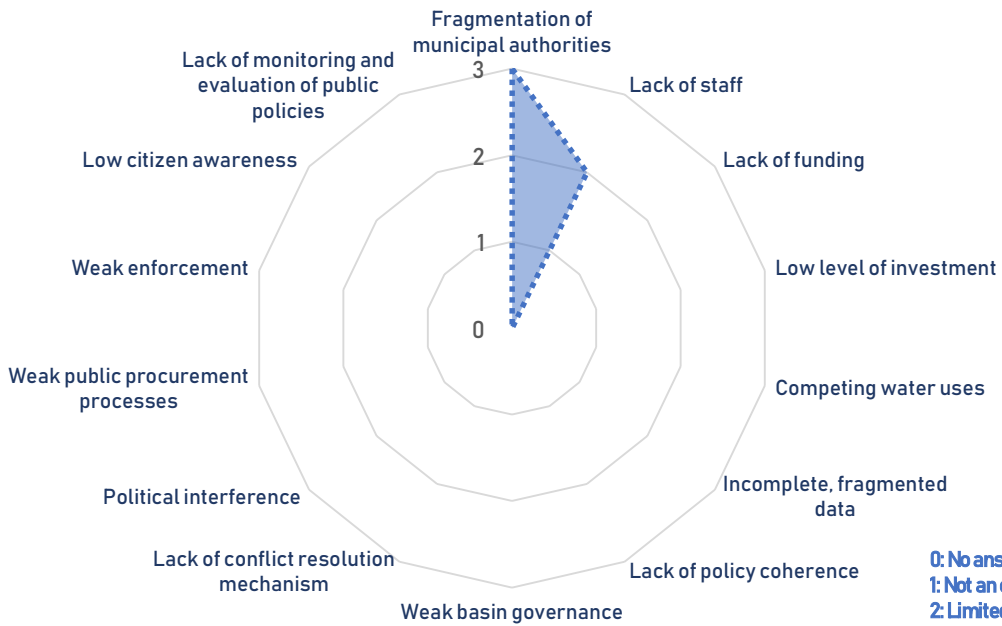 Fragmentation of
municipal authorities
Lack of staff
Lack of funding
Low level of investment
Competing water uses
Incomplete, fragmented
data
Lack of policy coherence
Weak basin governance
Lack of conflict resolution
mechanism
Political interference
Weak public procurement
processes
Weak enforcement
Low citizen awareness
Lack of monitoring and
evaluation of public
policies
3
2
1
0
0: No
1: Not an
2: Limited